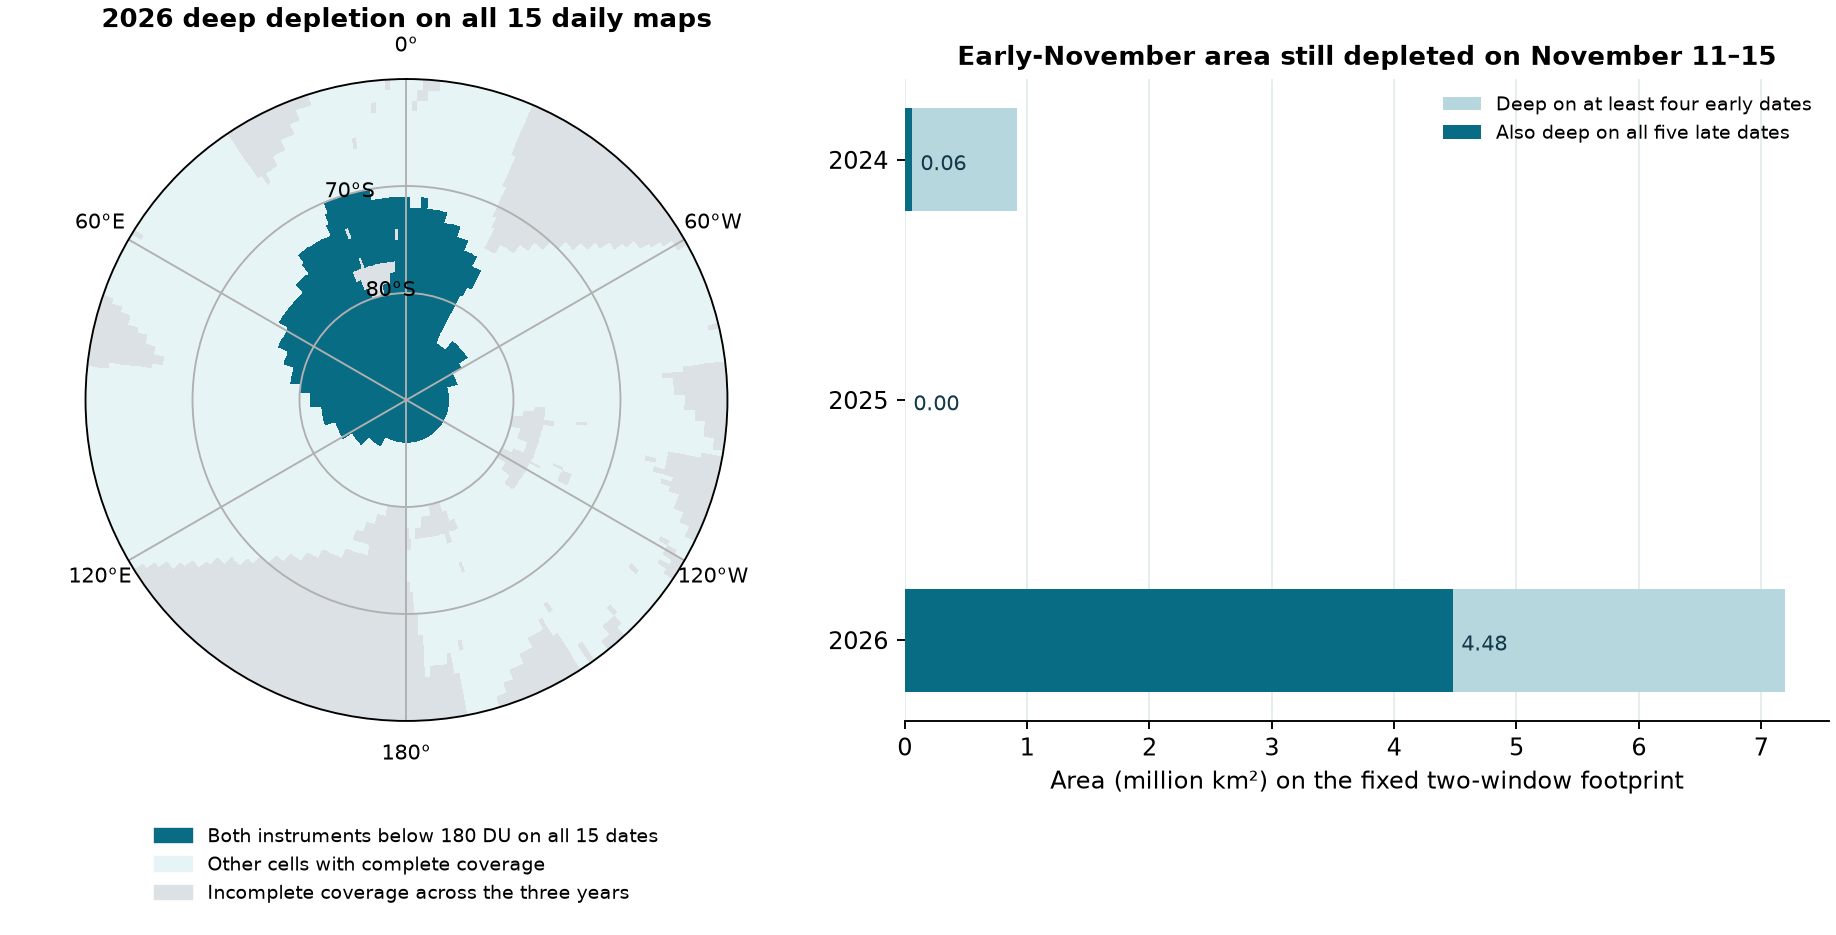 2026 deep depletion on all 15 daily maps
0°
70°S
60°E
60°W
80°S
120°E
120°W
180°
Both instruments below 180 DU on all 15 dates
Other cells with complete coverage
Incomplete coverage across the three years
Early-November area still depleted on November 11–15
Deep on at least four early dates
Also deep on all five late dates
2024
0.06
2025
0.00
2026
4.48
0 1 2 3 4 5 6 7
Area (million km²) on the fixed two-window footprint